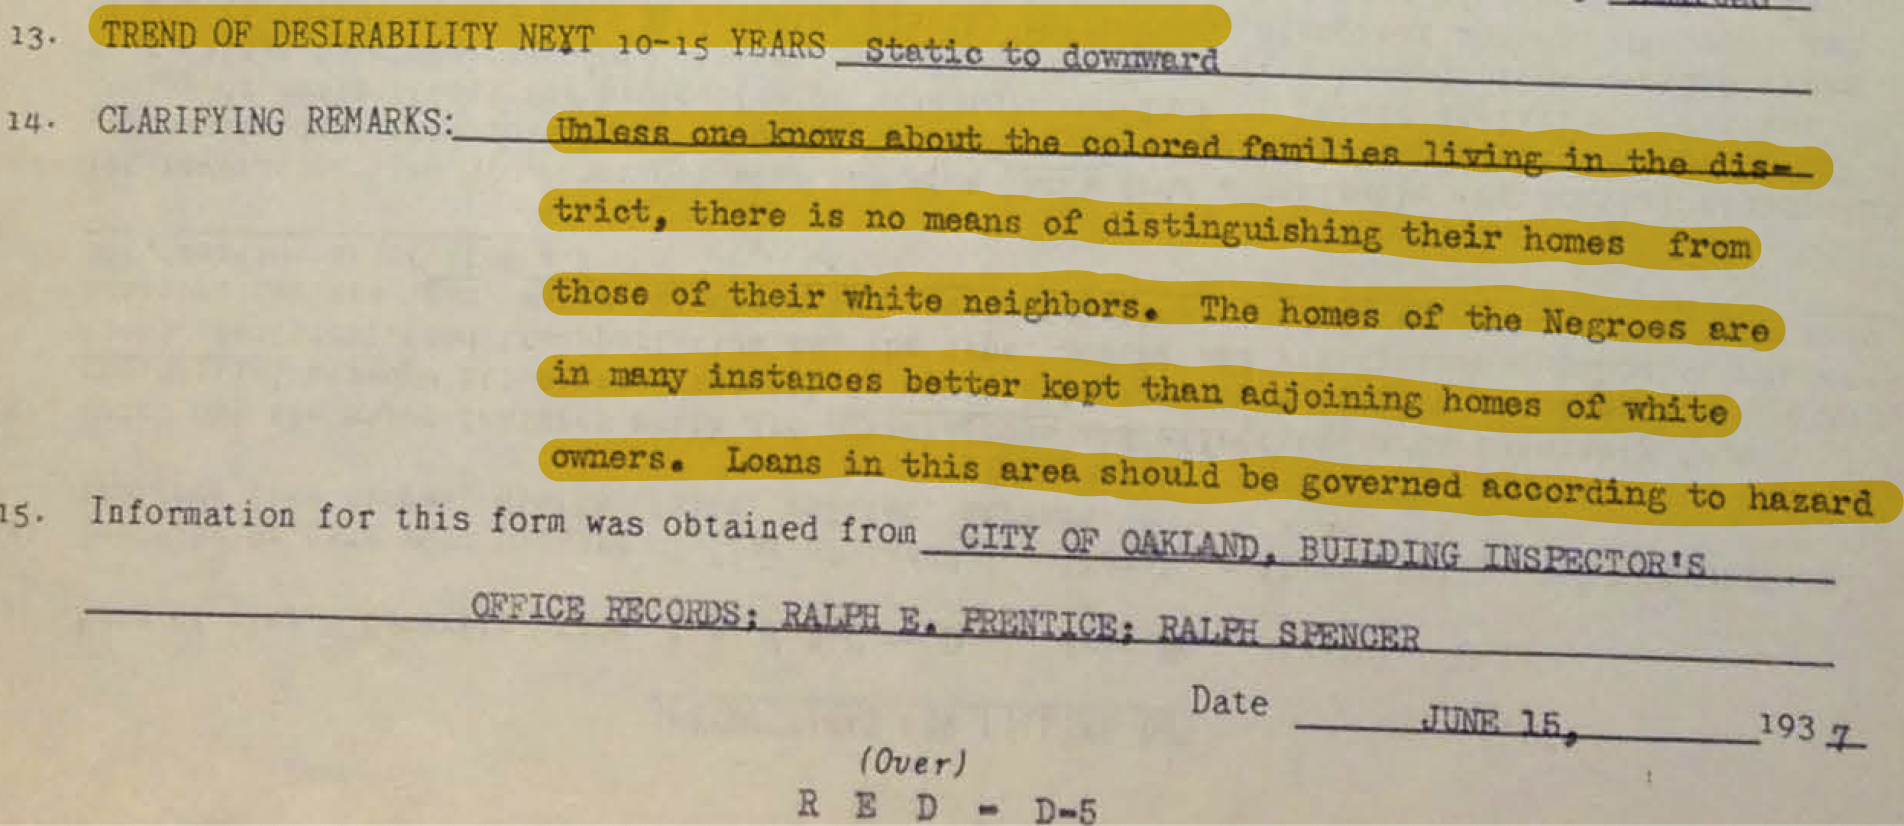 13. TREND OF DESIRABILITY NEXT 10-15 YEARS Static to downward
14. CLARIFYING REMARKS: Unless one knows about the colored families living in the dis-
trict, there is no means of distinguishing their homes from
those of their white neighbors. The homes of the Negroes are
in many instances better kept than adjoining homes of white
owners. Loans in this area should be governed according to hazard
15. Information for this form was obtained from CITY OF OAKLAND, BUILDING INSPECTOR'S
OFFICE RECORDS; RALPH E. PRENTICE; RALPH SPENCER
Date JUNE 15, 1937
(Over)
R E D - D-5